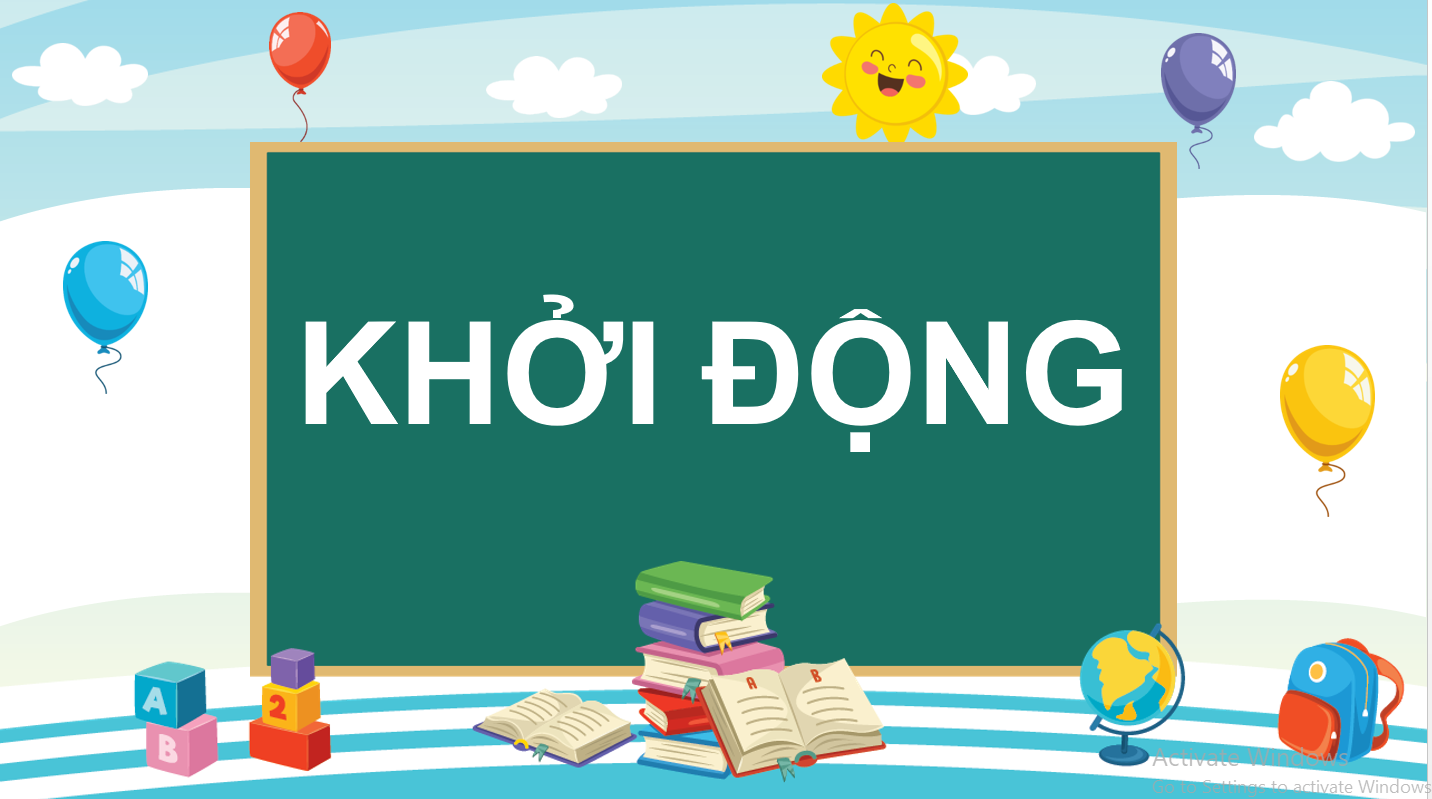 KHỞI ĐỘNG
A
B
2
A B
Activate Windows
Go to Settings to activate Windows